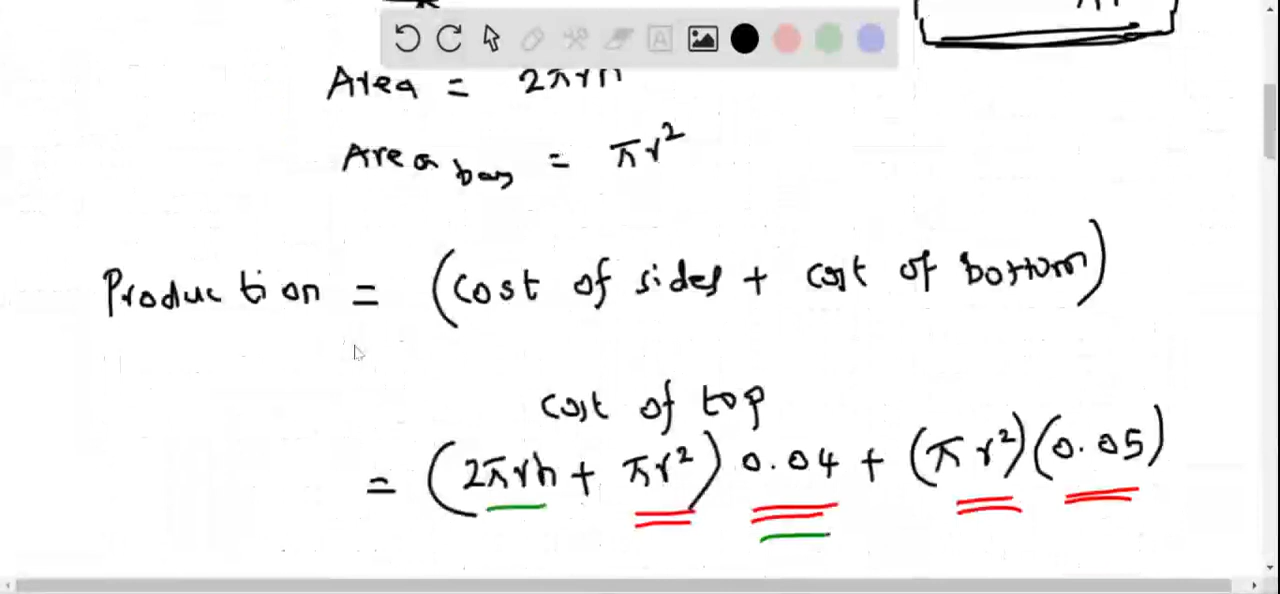 Area = 2πrh
Area = πr²
Production = (cost of sides + cost of bottom)
cost of top
= (2πrh + πr²) 0.04 + (πr²)(0.05)